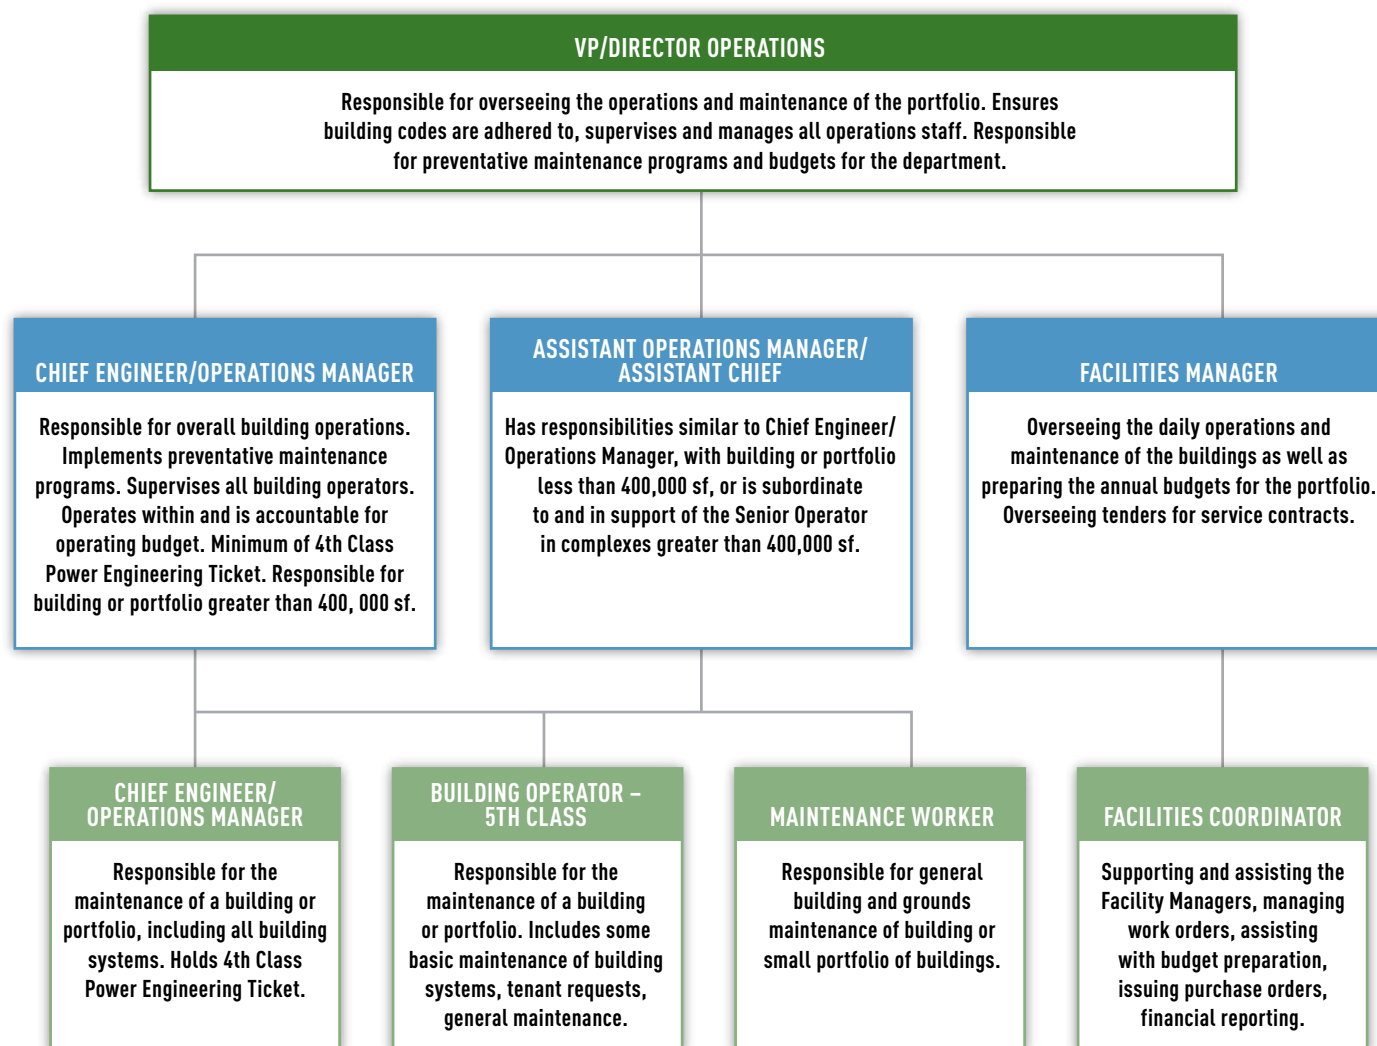 VP/DIRECTOR OPERATIONS
Responsible for overseeing the operations and maintenance of the portfolio. Ensures
building codes are adhered to, supervises and manages all operations staff. Responsible
for preventative maintenance programs and budgets for the department.
CHIEF ENGINEER/OPERATIONS MANAGER
Responsible for overall building operations.
Implements preventative maintenance
programs. Supervises all building operators.
Operates within and is accountable for
operating budget. Minimum of 4th Class
Power Engineering Ticket. Responsible for
building or portfolio greater than 400, 000 sf.
ASSISTANT OPERATIONS MANAGER/
ASSISTANT CHIEF
Has responsibilities similar to Chief Engineer/
Operations Manager, with building or portfolio
less than 400,000 sf, or is subordinate
to and in support of the Senior Operator
in complexes greater than 400,000 sf.
FACILITIES MANAGER
Overseeing the daily operations and
maintenance of the buildings as well as
preparing the annual budgets for the portfolio.
Overseeing tenders for service contracts.
CHIEF ENGINEER/
OPERATIONS MANAGER
Responsible for the
maintenance of a building or
portfolio, including all building
systems. Holds 4th Class
Power Engineering Ticket.
BUILDING OPERATOR –
5TH CLASS
Responsible for the
maintenance of a building
or portfolio. Includes some
basic maintenance of building
systems, tenant requests,
general maintenance.
MAINTENANCE WORKER
Responsible for general
building and grounds
maintenance of building or
small portfolio of buildings.
FACILITIES COORDINATOR
Supporting and assisting the
Facility Managers, managing
work orders, assisting
with budget preparation,
issuing purchase orders,
financial reporting.